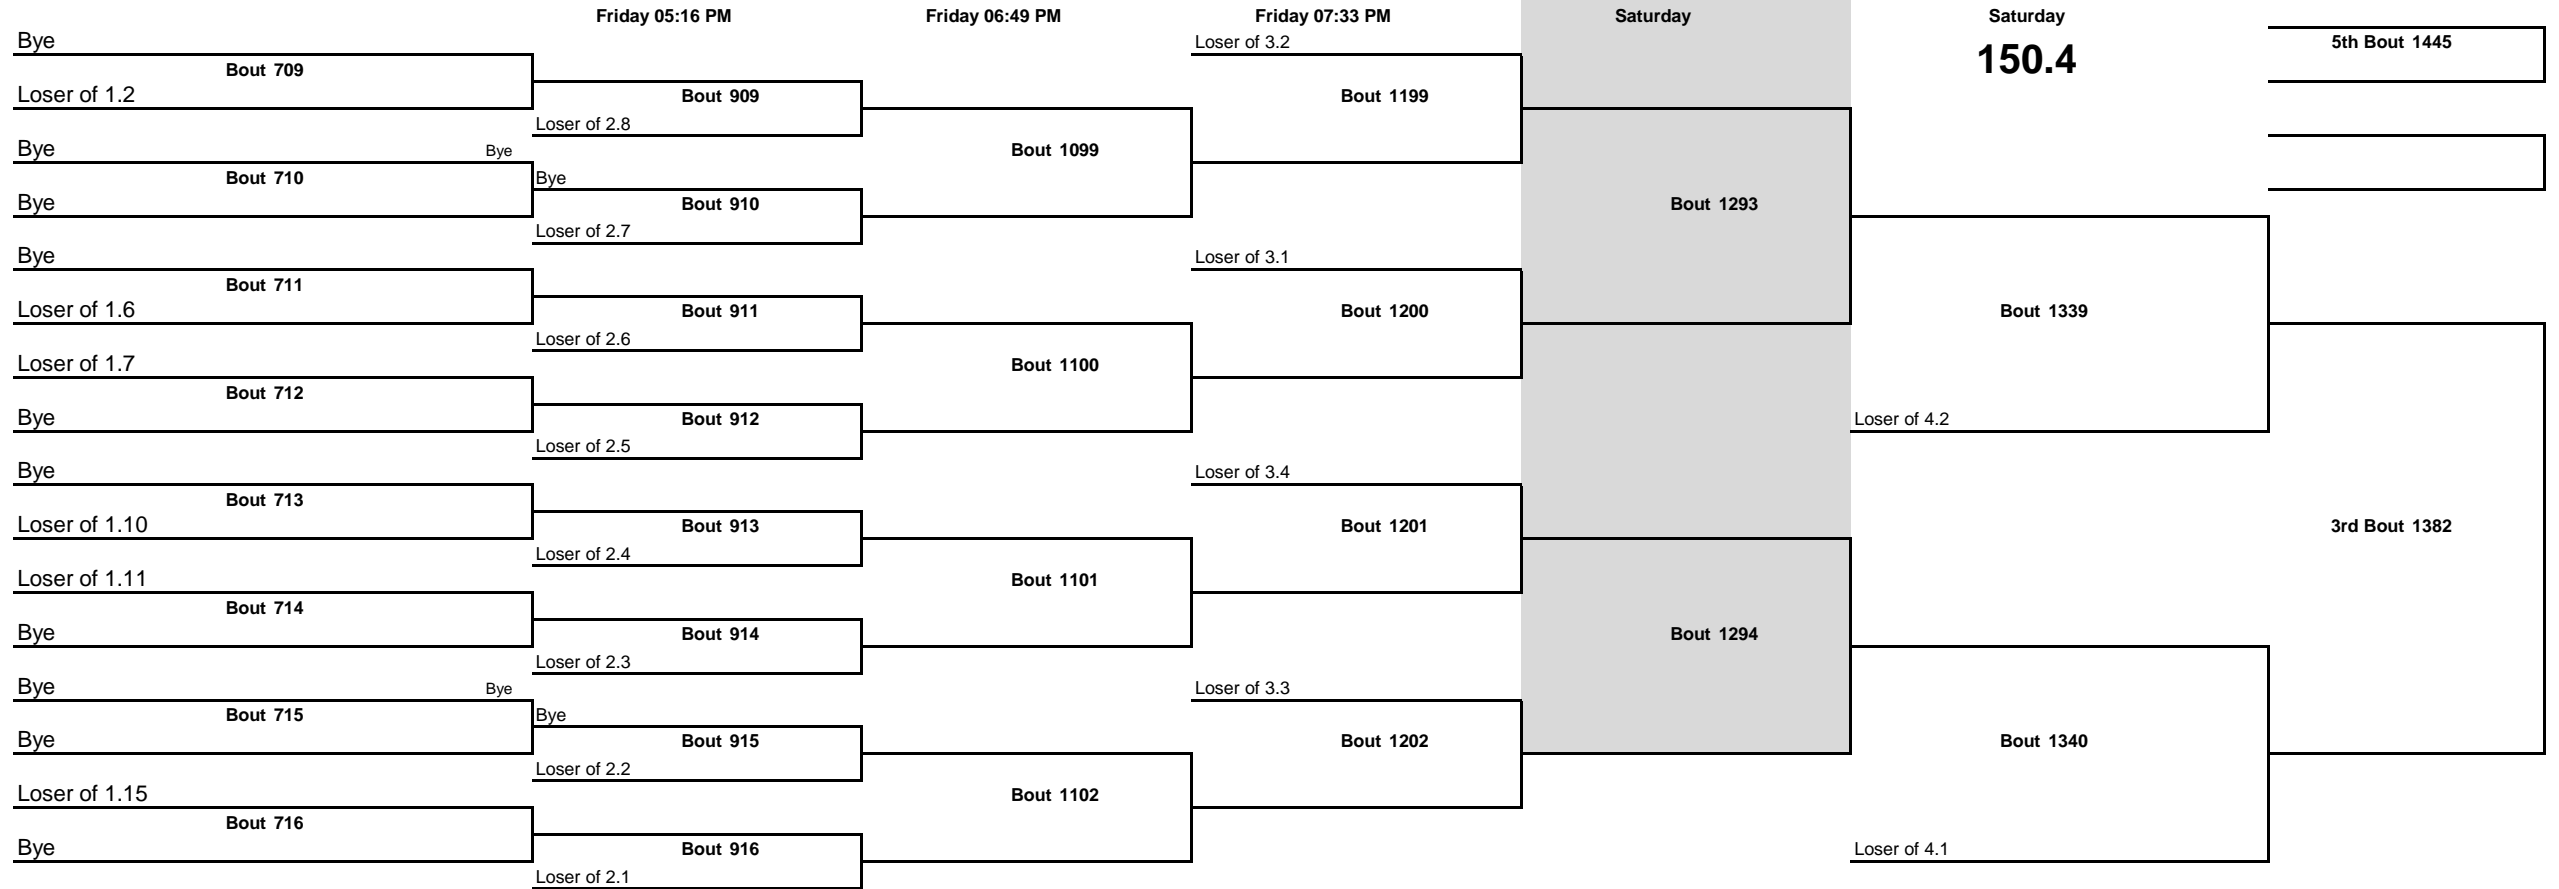 Friday 05:16 PM
Friday 06:49 PM
Friday 07:33 PM
Saturday
Saturday
150.4
Bye
Bout 709
Loser of 1.2
Bye
Bye
Bout 710
Bye
Bye
Bout 711
Loser of 1.6
Loser of 1.7
Bout 712
Bye
Bye
Bout 713
Loser of 1.10
Loser of 1.11
Bout 714
Bye
Bye
Bye
Bout 715
Bye
Loser of 1.15
Bout 716
Bye
Bout 909
Loser of 2.8
Bye
Bout 910
Loser of 2.7
Bout 911
Loser of 2.6
Bout 912
Loser of 2.5
Bout 913
Loser of 2.4
Bout 914
Loser of 2.3
Bye
Bout 915
Loser of 2.2
Bout 916
Loser of 2.1
Bout 1099
Bout 1100
Bout 1101
Bout 1102
Loser of 3.2
Bout 1199
Loser of 3.1
Bout 1200
Loser of 3.4
Bout 1201
Loser of 3.3
Bout 1202
Bout 1293
Bout 1294
Bout 1339
Loser of 4.2
Bout 1340
Loser of 4.1
5th Bout 1445
3rd Bout 1382